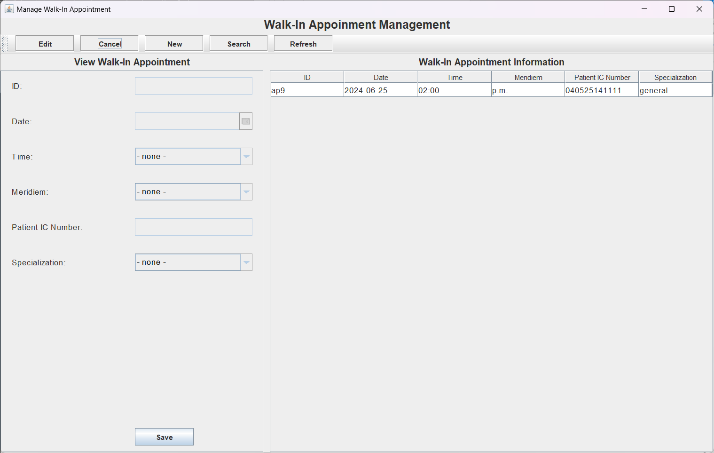 Manage Walk-In Appointment
Walk-In Appoinment Management
Edit Cancel New Search Refresh
View Walk-In Appointment
Walk-In Appointment Information
ID:
Date:
Time: - none -
Meridiem: - none -
Patient IC Number:
Specialization: - none -
Save
ID Date Time Meridiem Patient IC Number Specialization
ap9 2024-06-25 02:00 p.m. 040525141111 general